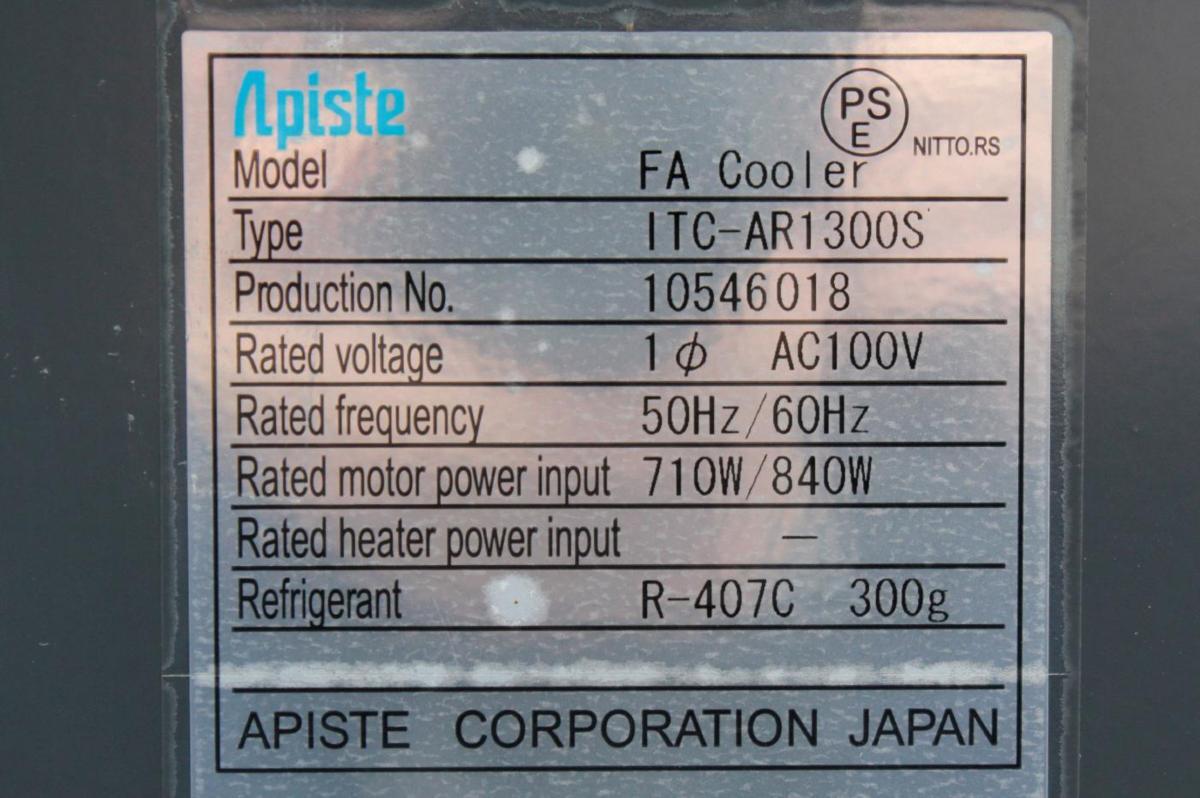 Apiste
PS
E
NITTO.RS
Model FA Cooler
Type ITC-AR1300S
Production No. 10546018
Rated voltage 1φ AC100V
Rated frequency 50Hz/60Hz
Rated motor power input 710W/840W
Rated heater power input —
Refrigerant R-407C 300g
APISTE CORPORATION JAPAN